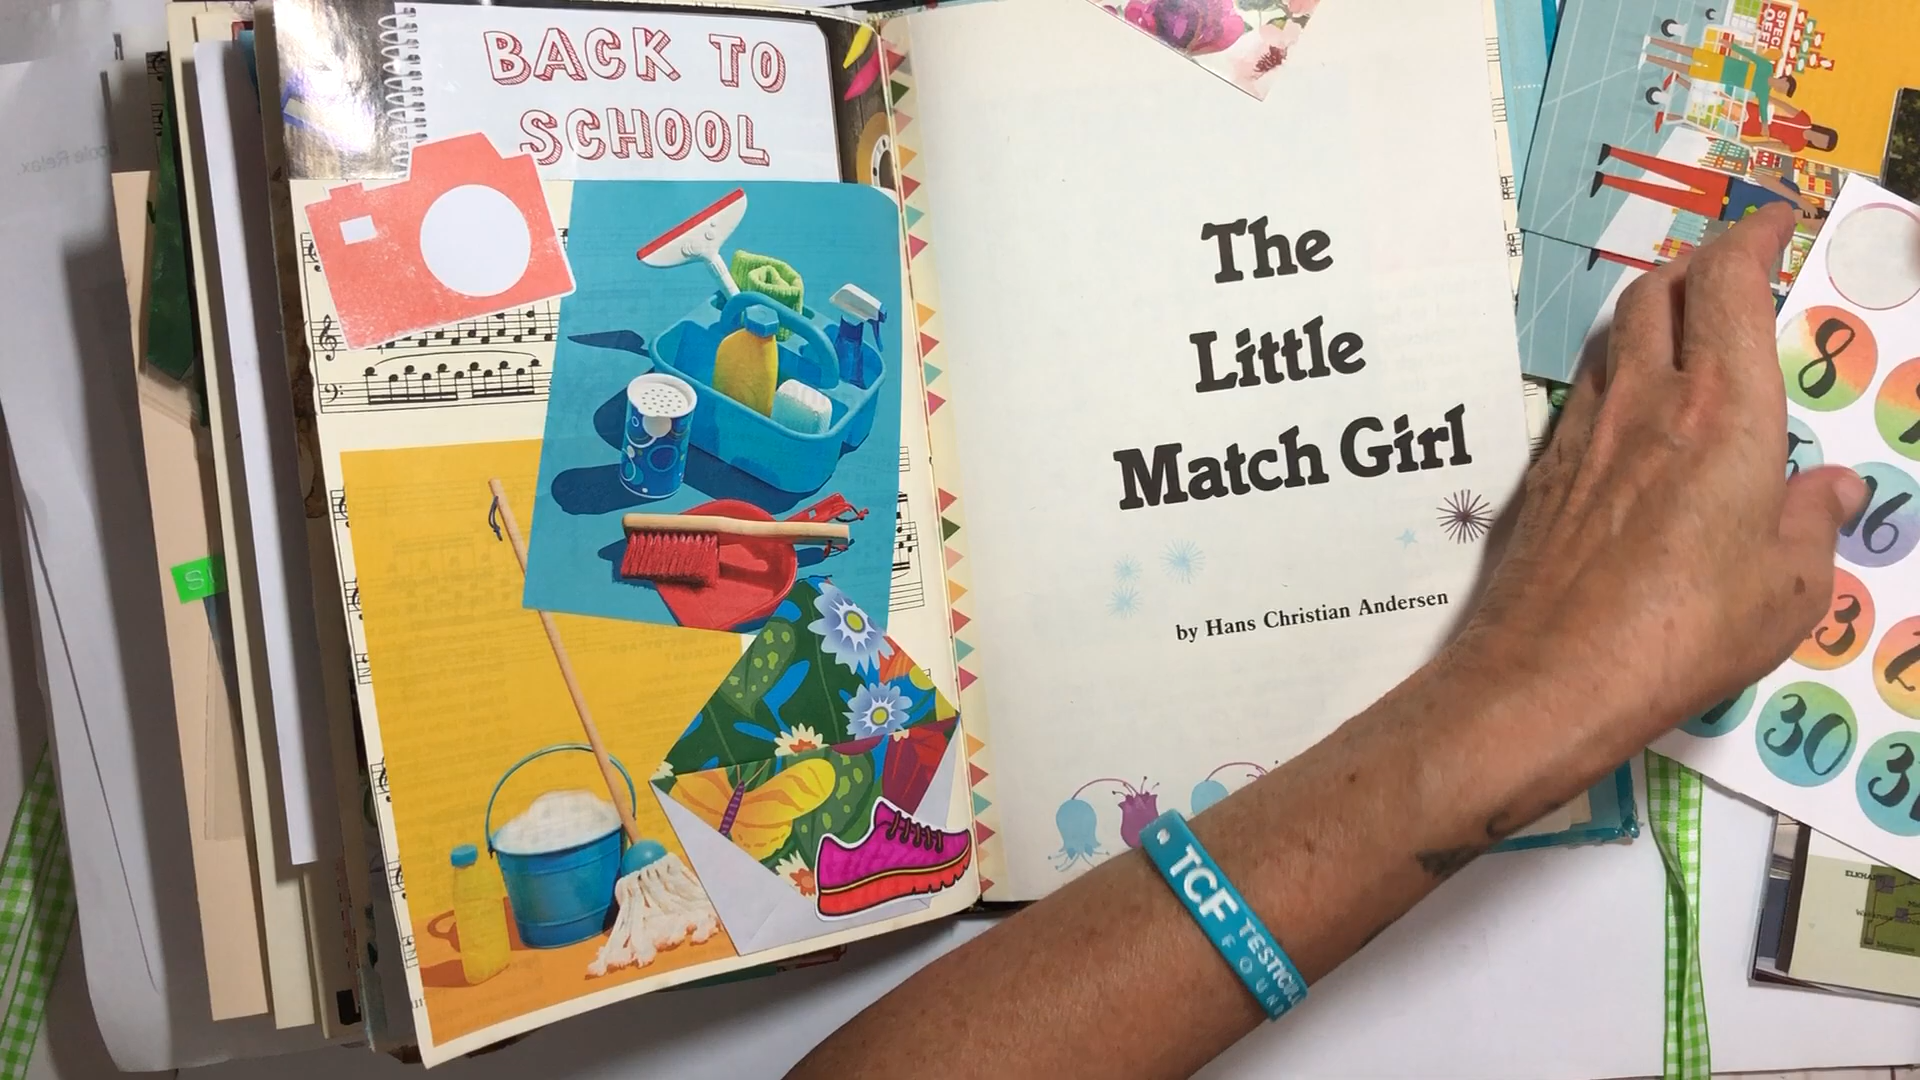 BACK TO
SCHOOL
The
Little
Match Girl
by Hans Christian Andersen
TCF
S
8
16
30